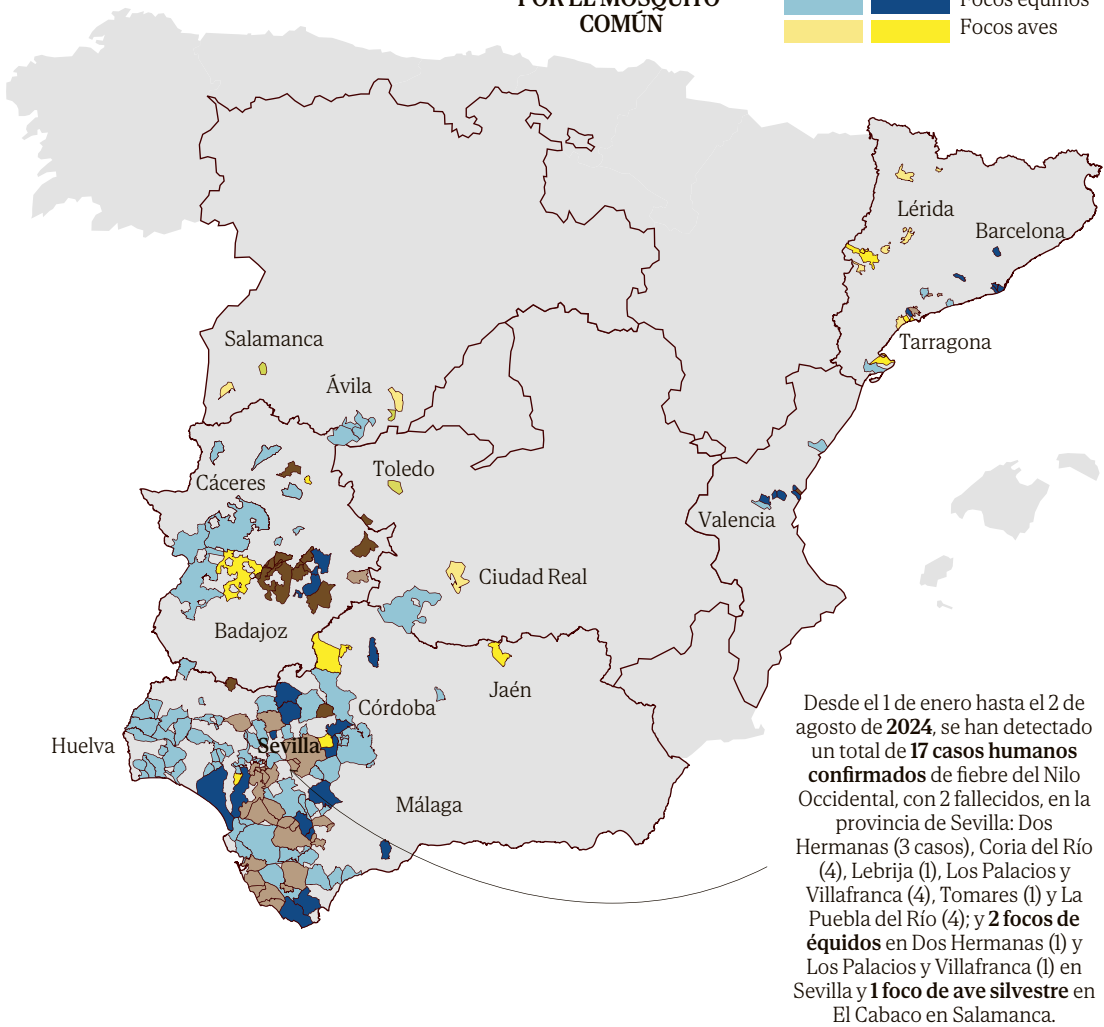 POR EL MOSQUITO
COMÚN
Focos equinos
Focos aves
Lérida
Barcelona
Tarragona
Salamanca
Ávila
Toledo
Cáceres
Valencia
Ciudad Real
Badajoz
Jaén
Córdoba
Huelva
Sevilla
Málaga
Desde el 1 de enero hasta el 2 de
agosto de 2024, se han detectado
un total de 17 casos humanos
confirmados de fiebre del Nilo
Occidental, con 2 fallecidos, en la
provincia de Sevilla: Dos
Hermanas (3 casos), Coria del Río
(4), Lebrija (1), Los Palacios y
Villafranca (4), Tomares (1) y La
Puebla del Río (4); y 2 focos de
équidos en Dos Hermanas (1) y
Los Palacios y Villafranca (1) en
Sevilla y 1 foco de ave silvestre en
El Cabaco en Salamanca.